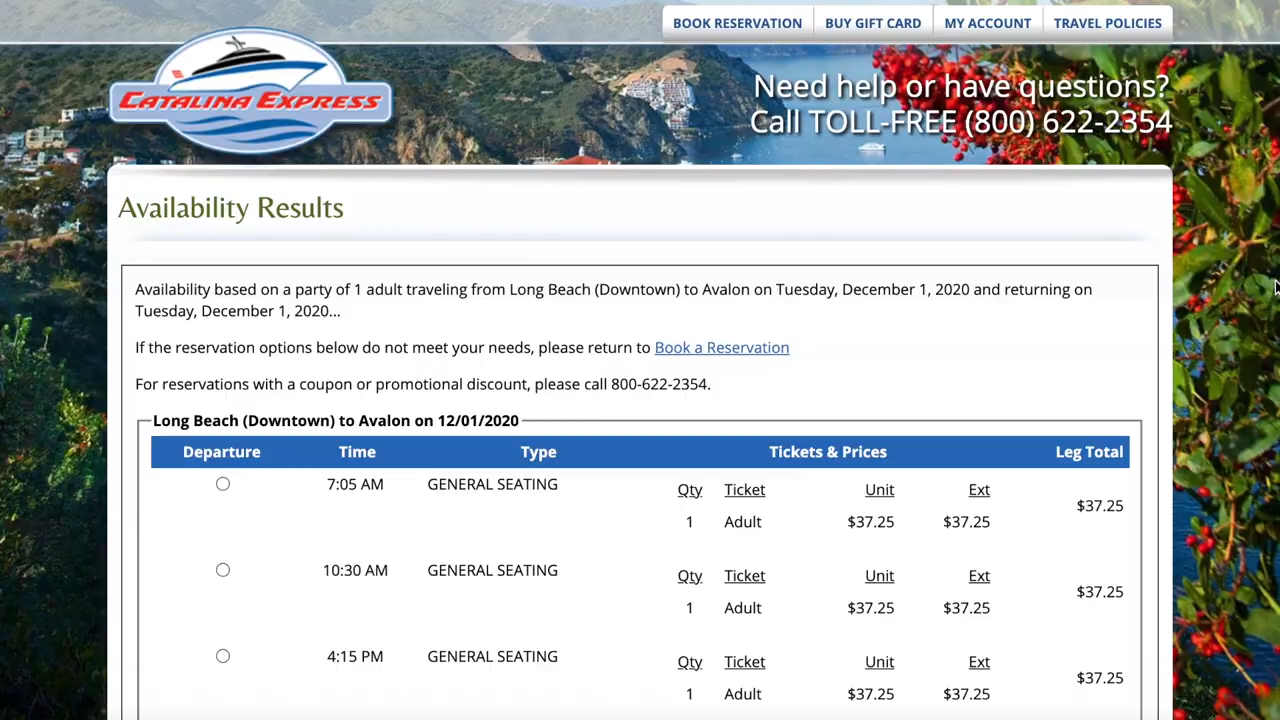 BOOK RESERVATION BUY GIFT CARD MY ACCOUNT TRAVEL POLICIES
CATALINA EXPRESS
Need help or have questions?
Call TOLL-FREE (800) 622-2354
Availability Results
Availability based on a party of 1 adult traveling from Long Beach (Downtown) to Avalon on Tuesday, December 1, 2020 and returning on
Tuesday, December 1, 2020...
If the reservation options below do not meet your needs, please return to Book a Reservation
For reservations with a coupon or promotional discount, please call 800-622-2354.
Long Beach (Downtown) to Avalon on 12/01/2020
Departure Time Type Tickets & Prices Leg Total
7:05 AM GENERAL SEATING Qty Ticket Unit Ext $37.25
1 Adult $37.25 $37.25
10:30 AM GENERAL SEATING Qty Ticket Unit Ext $37.25
1 Adult $37.25 $37.25
4:15 PM GENERAL SEATING Qty Ticket Unit Ext $37.25
1 Adult $37.25 $37.25